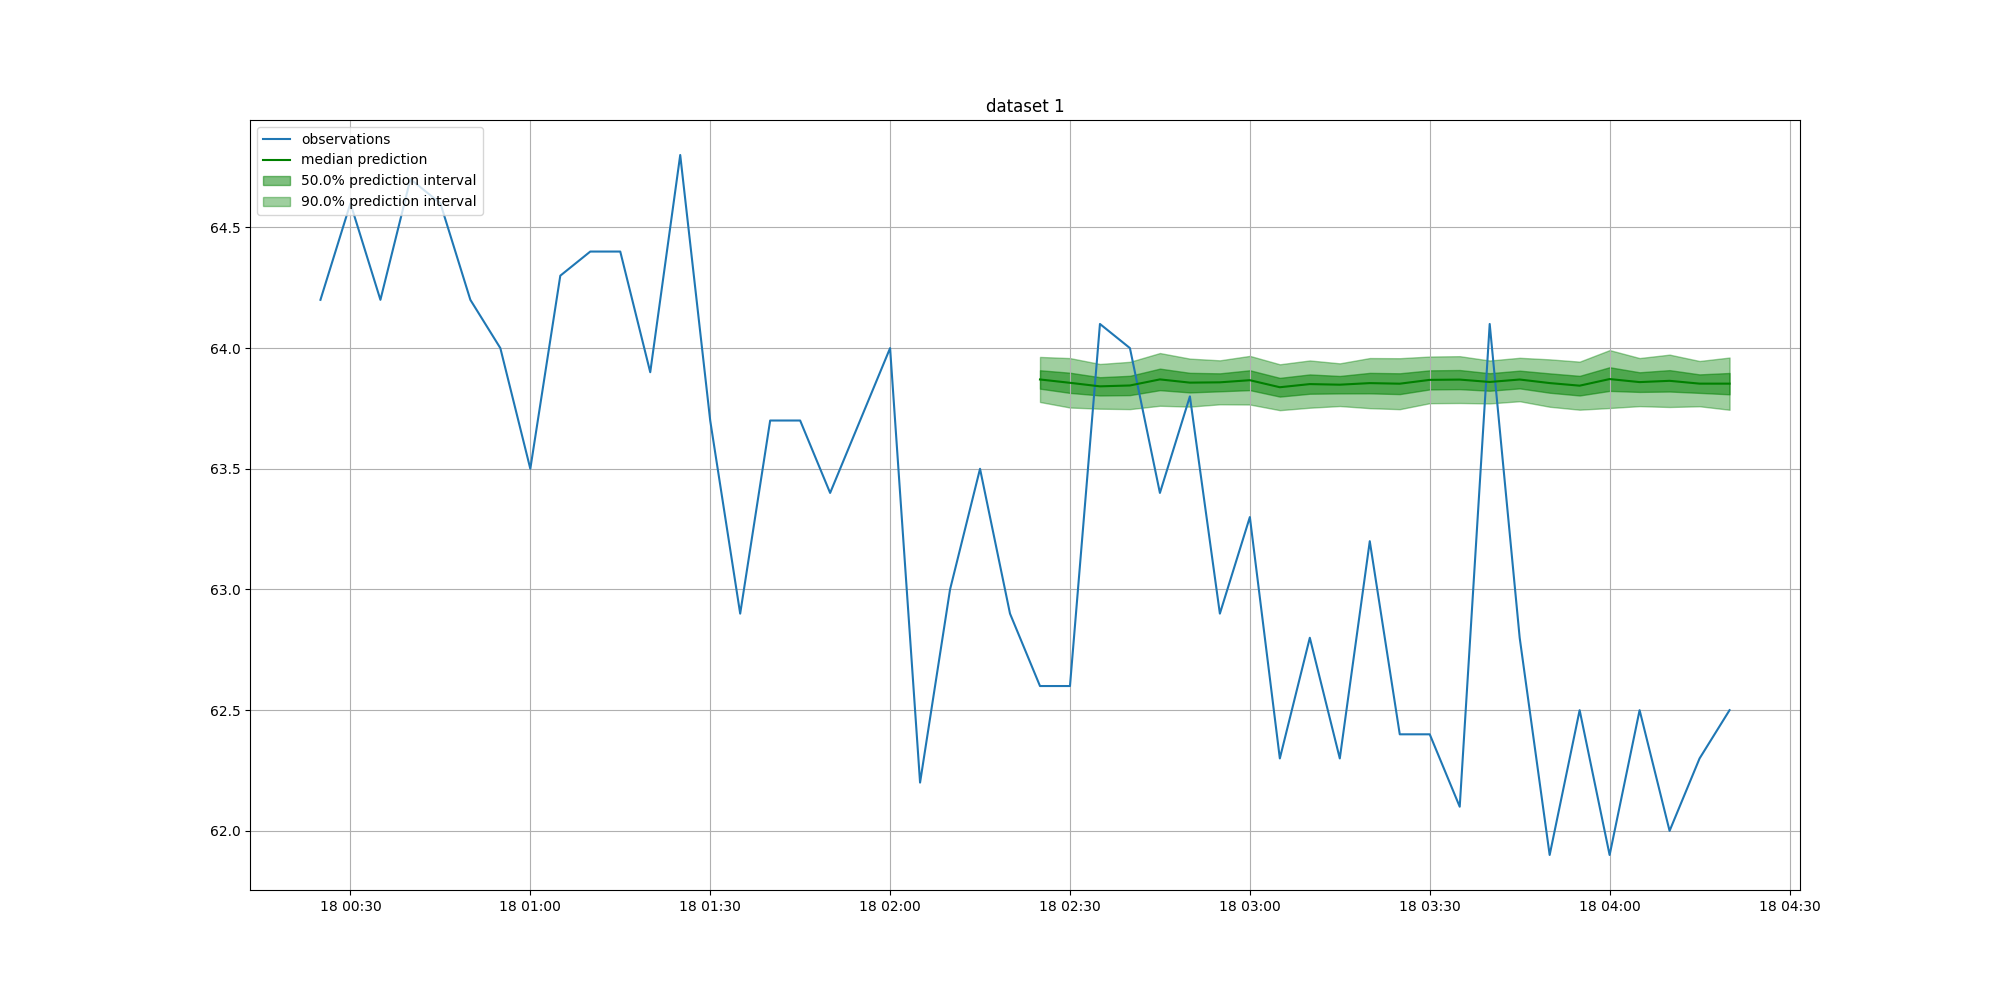 dataset 1
observations
median prediction
50.0% prediction interval
90.0% prediction interval
64.5
64.0
63.5
63.0
62.5
62.0
18 00:30 18 01:00 18 01:30 18 02:00 18 02:30 18 03:00 18 03:30 18 04:00 18 04:30